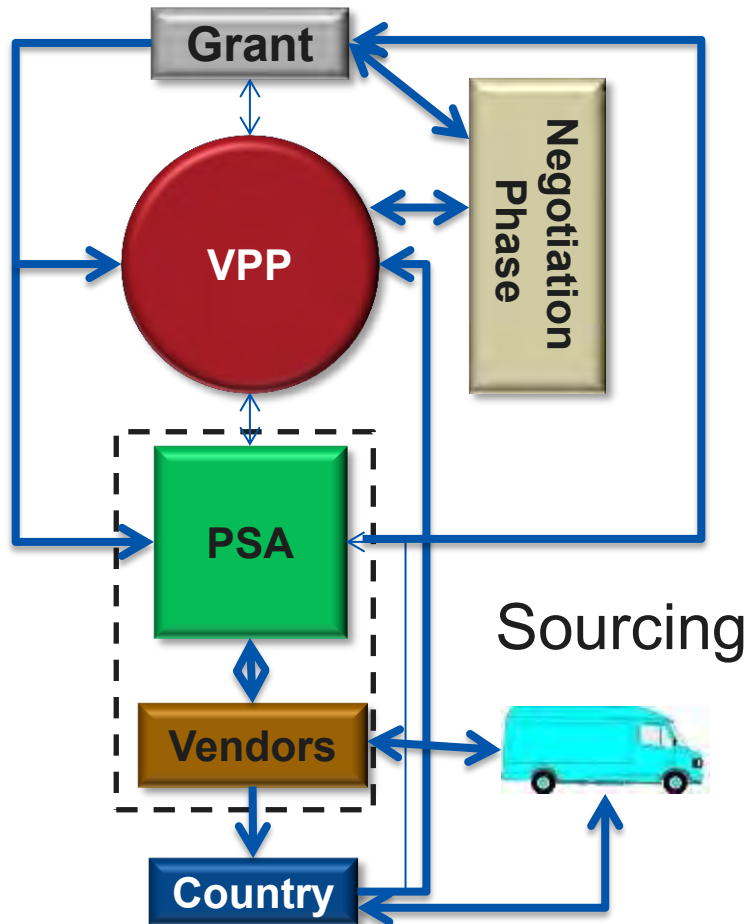 Grant
Negotiation
Phase
VPP
PSA
Sourcing
Vendors
Country